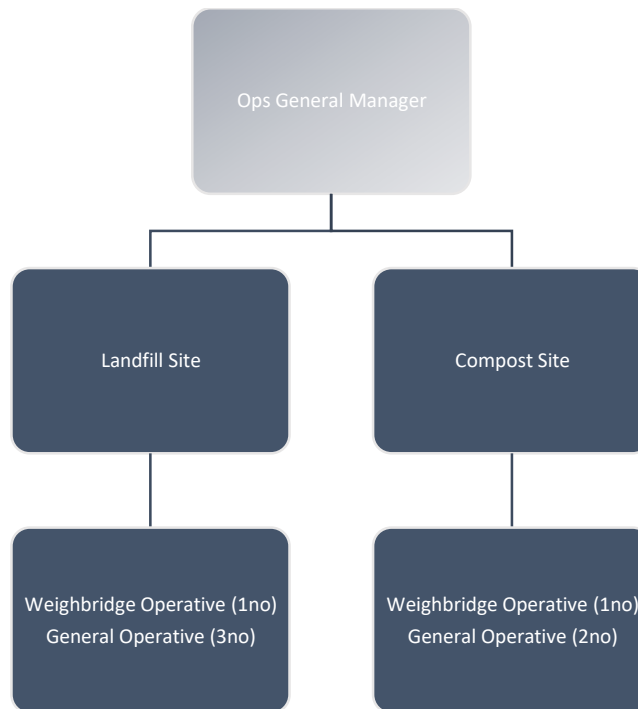 Ops General Manager
Landfill Site
Compost Site
Weighbridge Operative (1no)
General Operative (3no)
Weighbridge Operative (1no)
General Operative (2no)